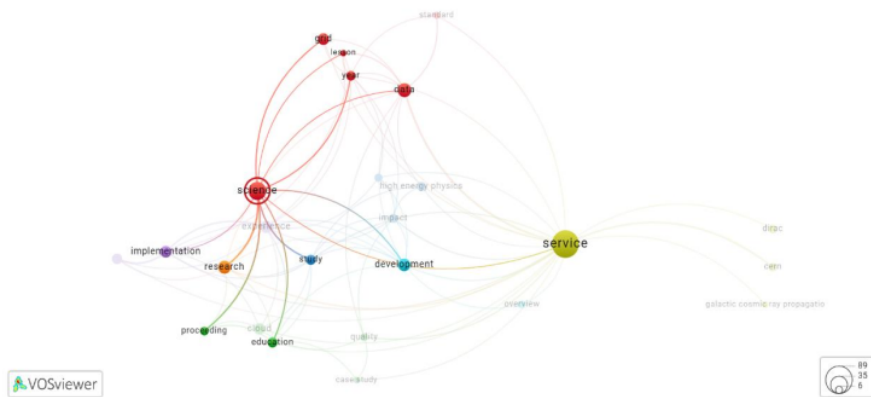 standard
grid
lesson
year
data
science
high energy physics
impact
experience
dirac
service
implementation
research
study
development
cern
overview
galactic cosmic-ray propagatio
proceeding
cloud
education
quality
case study
VOSviewer
89
35
6